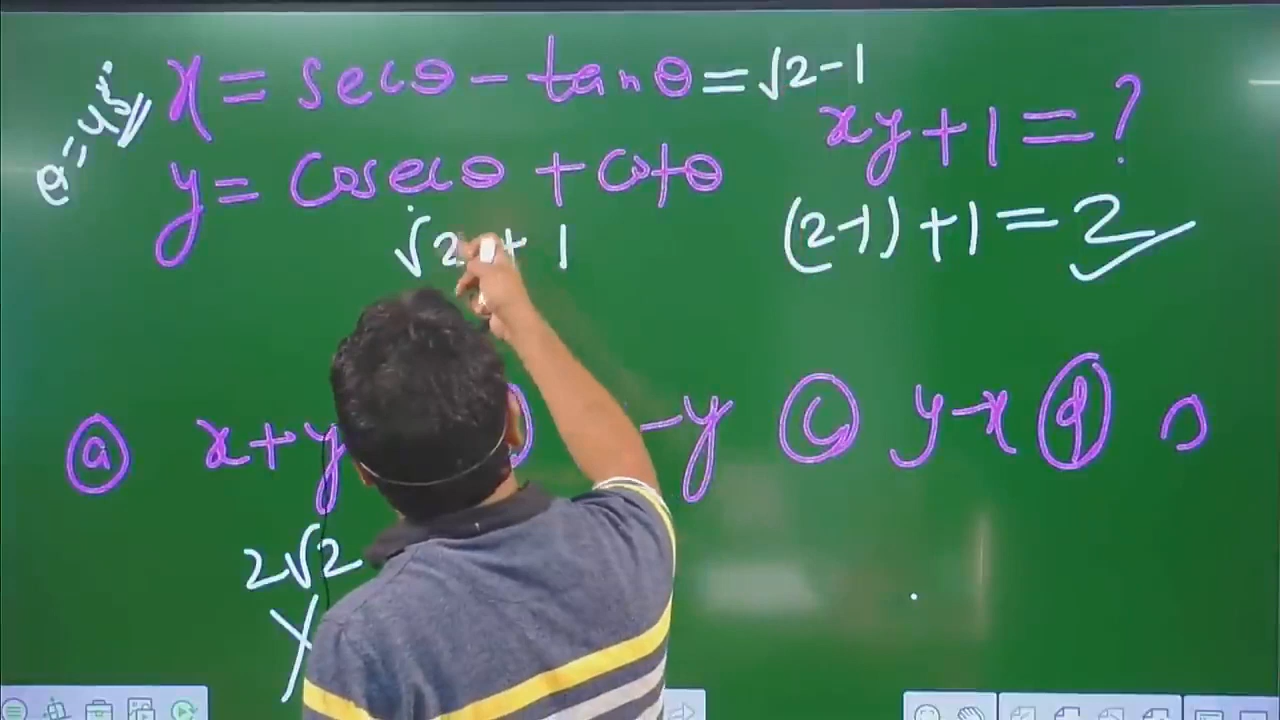 θ = 45°
x = secθ - tanθ = √2 - 1
y = cosecθ + cotθ
√2 + 1
xy + 1 = ?
(2-1) + 1 = 2
a x + y - y c y - x d
2√2